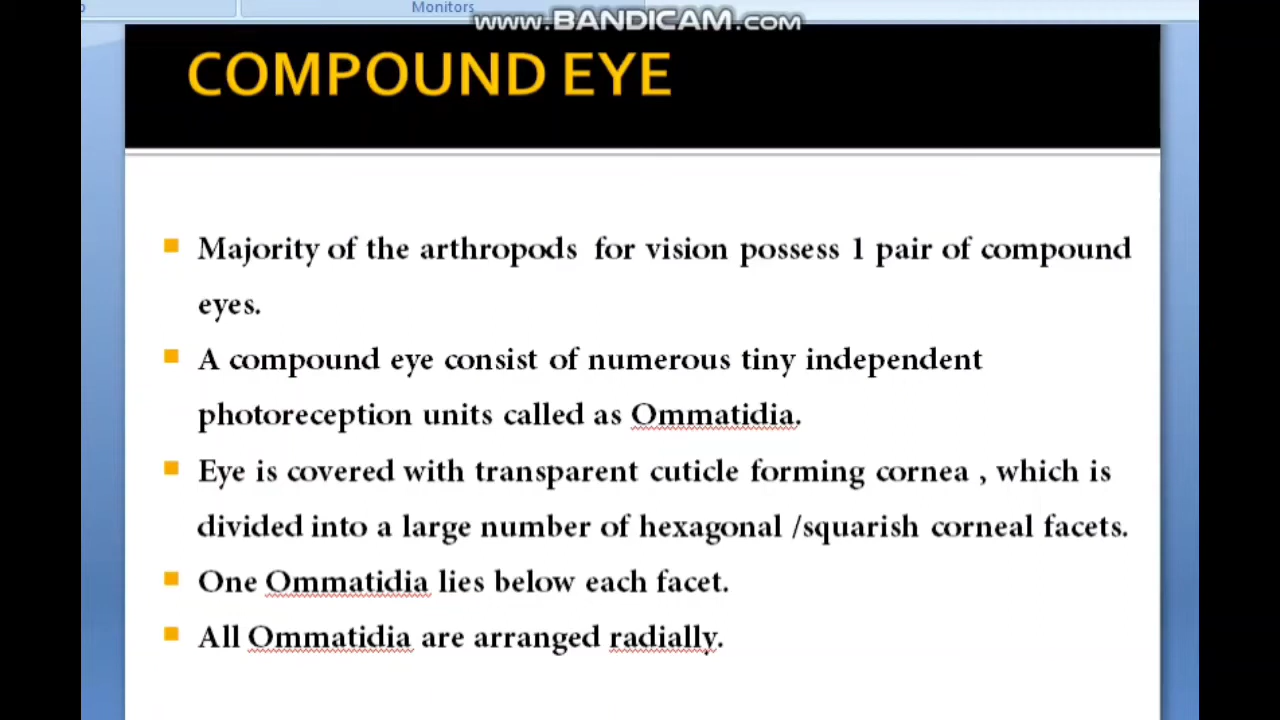 Monitors
www.BANDICAM.com
COMPOUND EYE
Majority of the arthropods for vision possess 1 pair of compound
eyes.
A compound eye consist of numerous tiny independent
photoreception units called as Ommatidia.
Eye is covered with transparent cuticle forming cornea , which is
divided into a large number of hexagonal /squarish corneal facets.
One Ommatidia lies below each facet.
All Ommatidia are arranged radially.